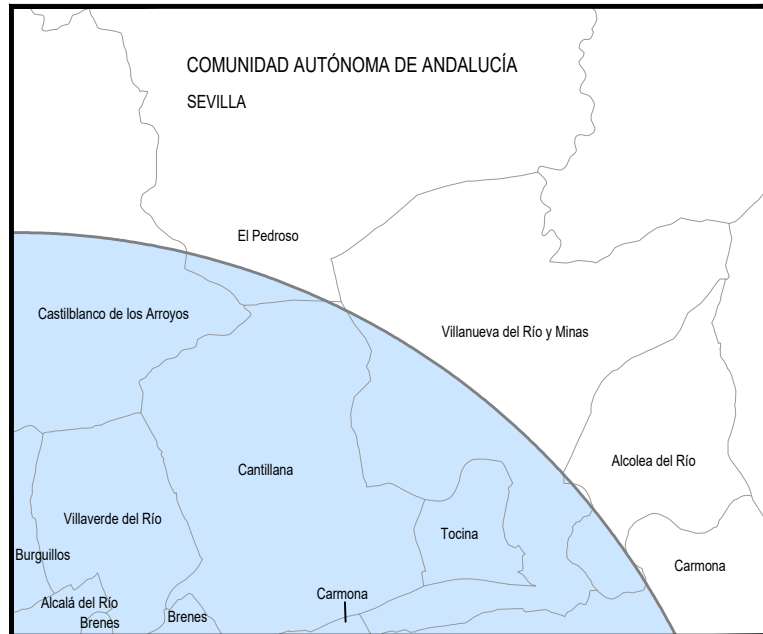 COMUNIDAD AUTÓNOMA DE ANDALUCÍA
SEVILLA
El Pedroso
Castilblanco de los Arroyos
Villanueva del Río y Minas
Alcolea del Río
Cantillana
Villaverde del Río
Tocina
Burguillos
Carmona
Carmona
Alcalá del Río
Brenes
Brenes